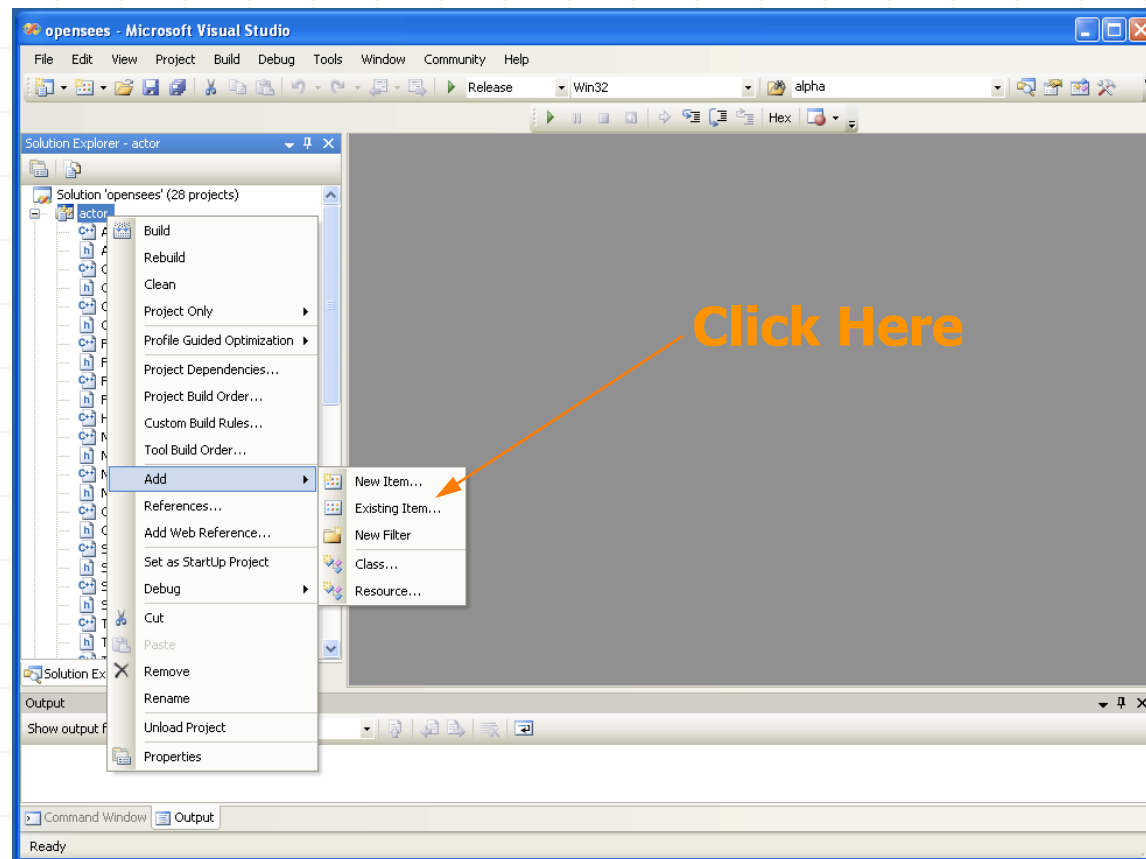 opensees - Microsoft Visual Studio
File Edit View Project Build Debug Tools Window Community Help
Release Win32 alpha
Hex
Solution Explorer - actor
Solution 'opensees' (28 projects)
actor
Build
Rebuild
Clean
Project Only
Profile Guided Optimization
Project Dependencies...
Project Build Order...
Custom Build Rules...
Tool Build Order...
Add
References...
Add Web Reference...
Set as StartUp Project
Debug
Cut
Paste
Remove
Rename
Unload Project
Properties
New Item...
Existing Item...
New Filter
Class...
Resource...
Click Here
Solution Ex
Output
Show output f
Command Window Output
Ready